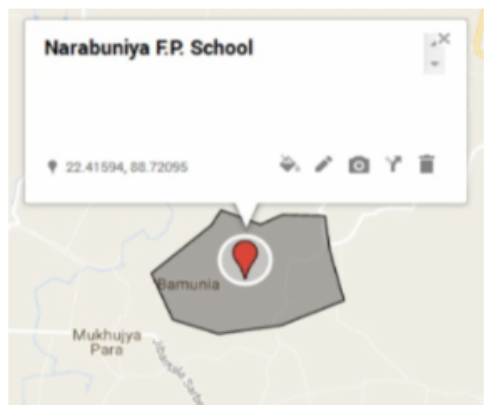 Narabuniya F.P. School
22.41594, 88.72095
Bamunia
Mukhujya
Para